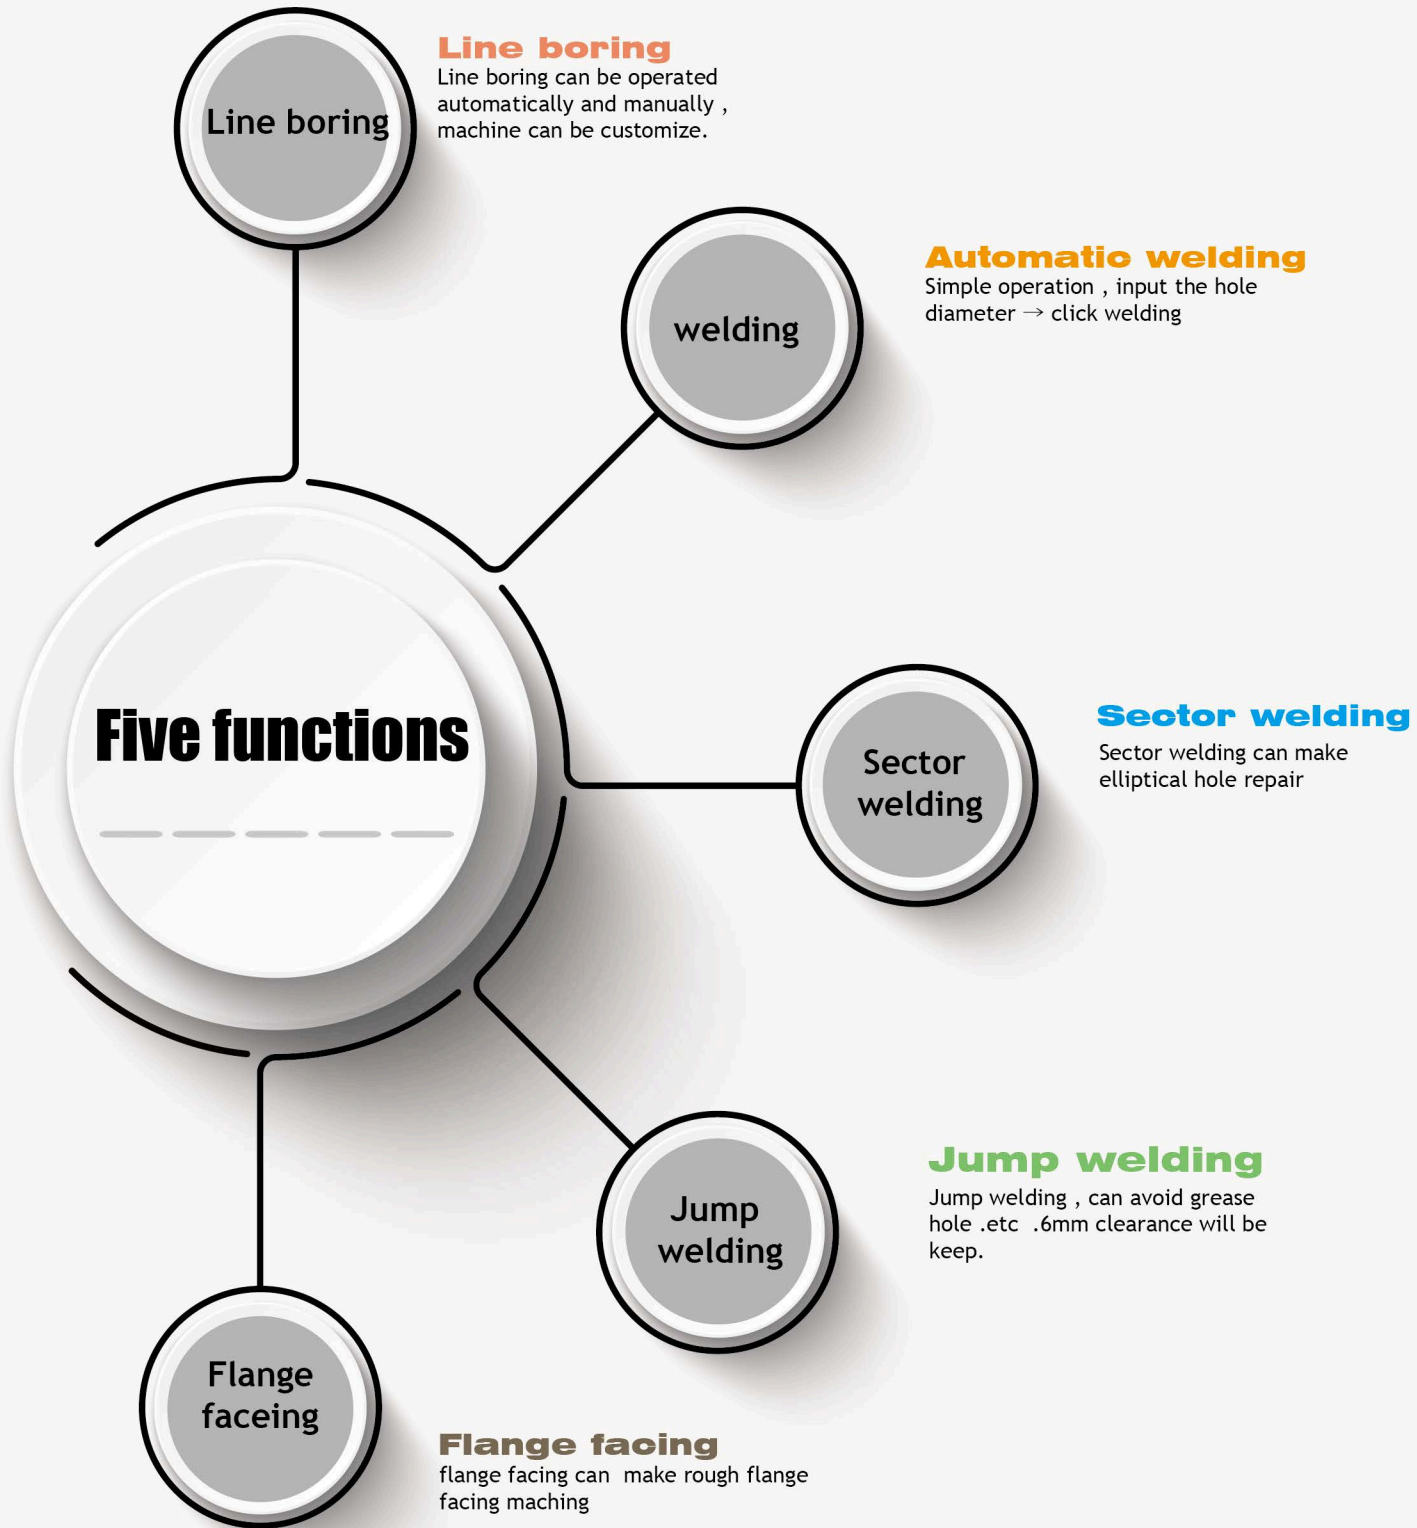 Line boring
Line boring
Line boring can be operated
automatically and manually ,
machine can be customize.
welding
Automatic welding
Simple operation , input the hole
diameter → click welding
Five functions
Sector
welding
Sector welding
Sector welding can make
elliptical hole repair
Jump
welding
Jump welding
Jump welding , can avoid grease
hole .etc .6mm clearance will be
keep.
Flange
faceing
Flange facing
flange facing can make rough flange
facing maching